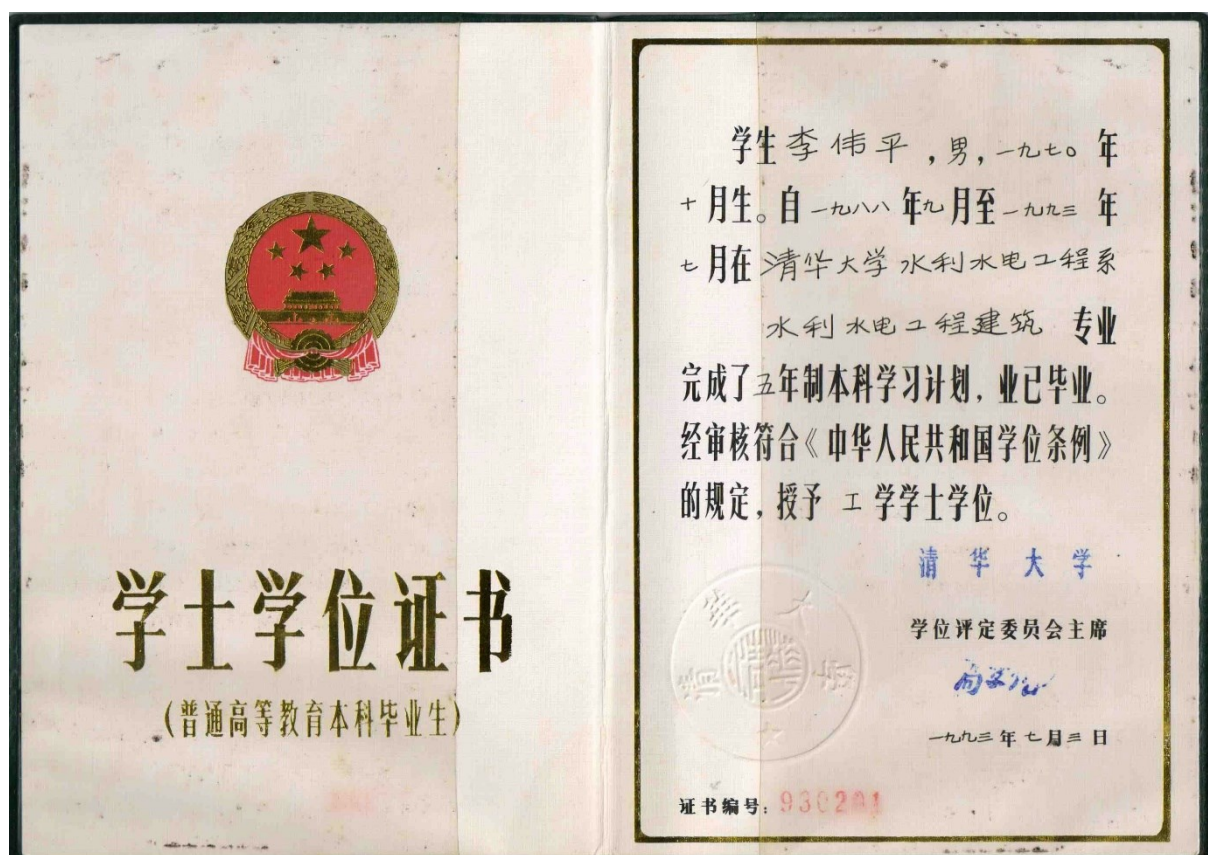 学士学位证书
(普通高等教育本科毕业生)
学生李伟平,男,一九七〇年
十月生。自一九八八年九月至一九九三年
七月在清华大学水利水电工程系
水利水电工程建筑 专业
完成了五年制本科学习计划,业已毕业。
经审核符合《中华人民共和国学位条例》
的规定,授予 工 学学士学位。
清华大学
学位评定委员会主席
一九九三年七月三日
证书编号:930201
清华大学